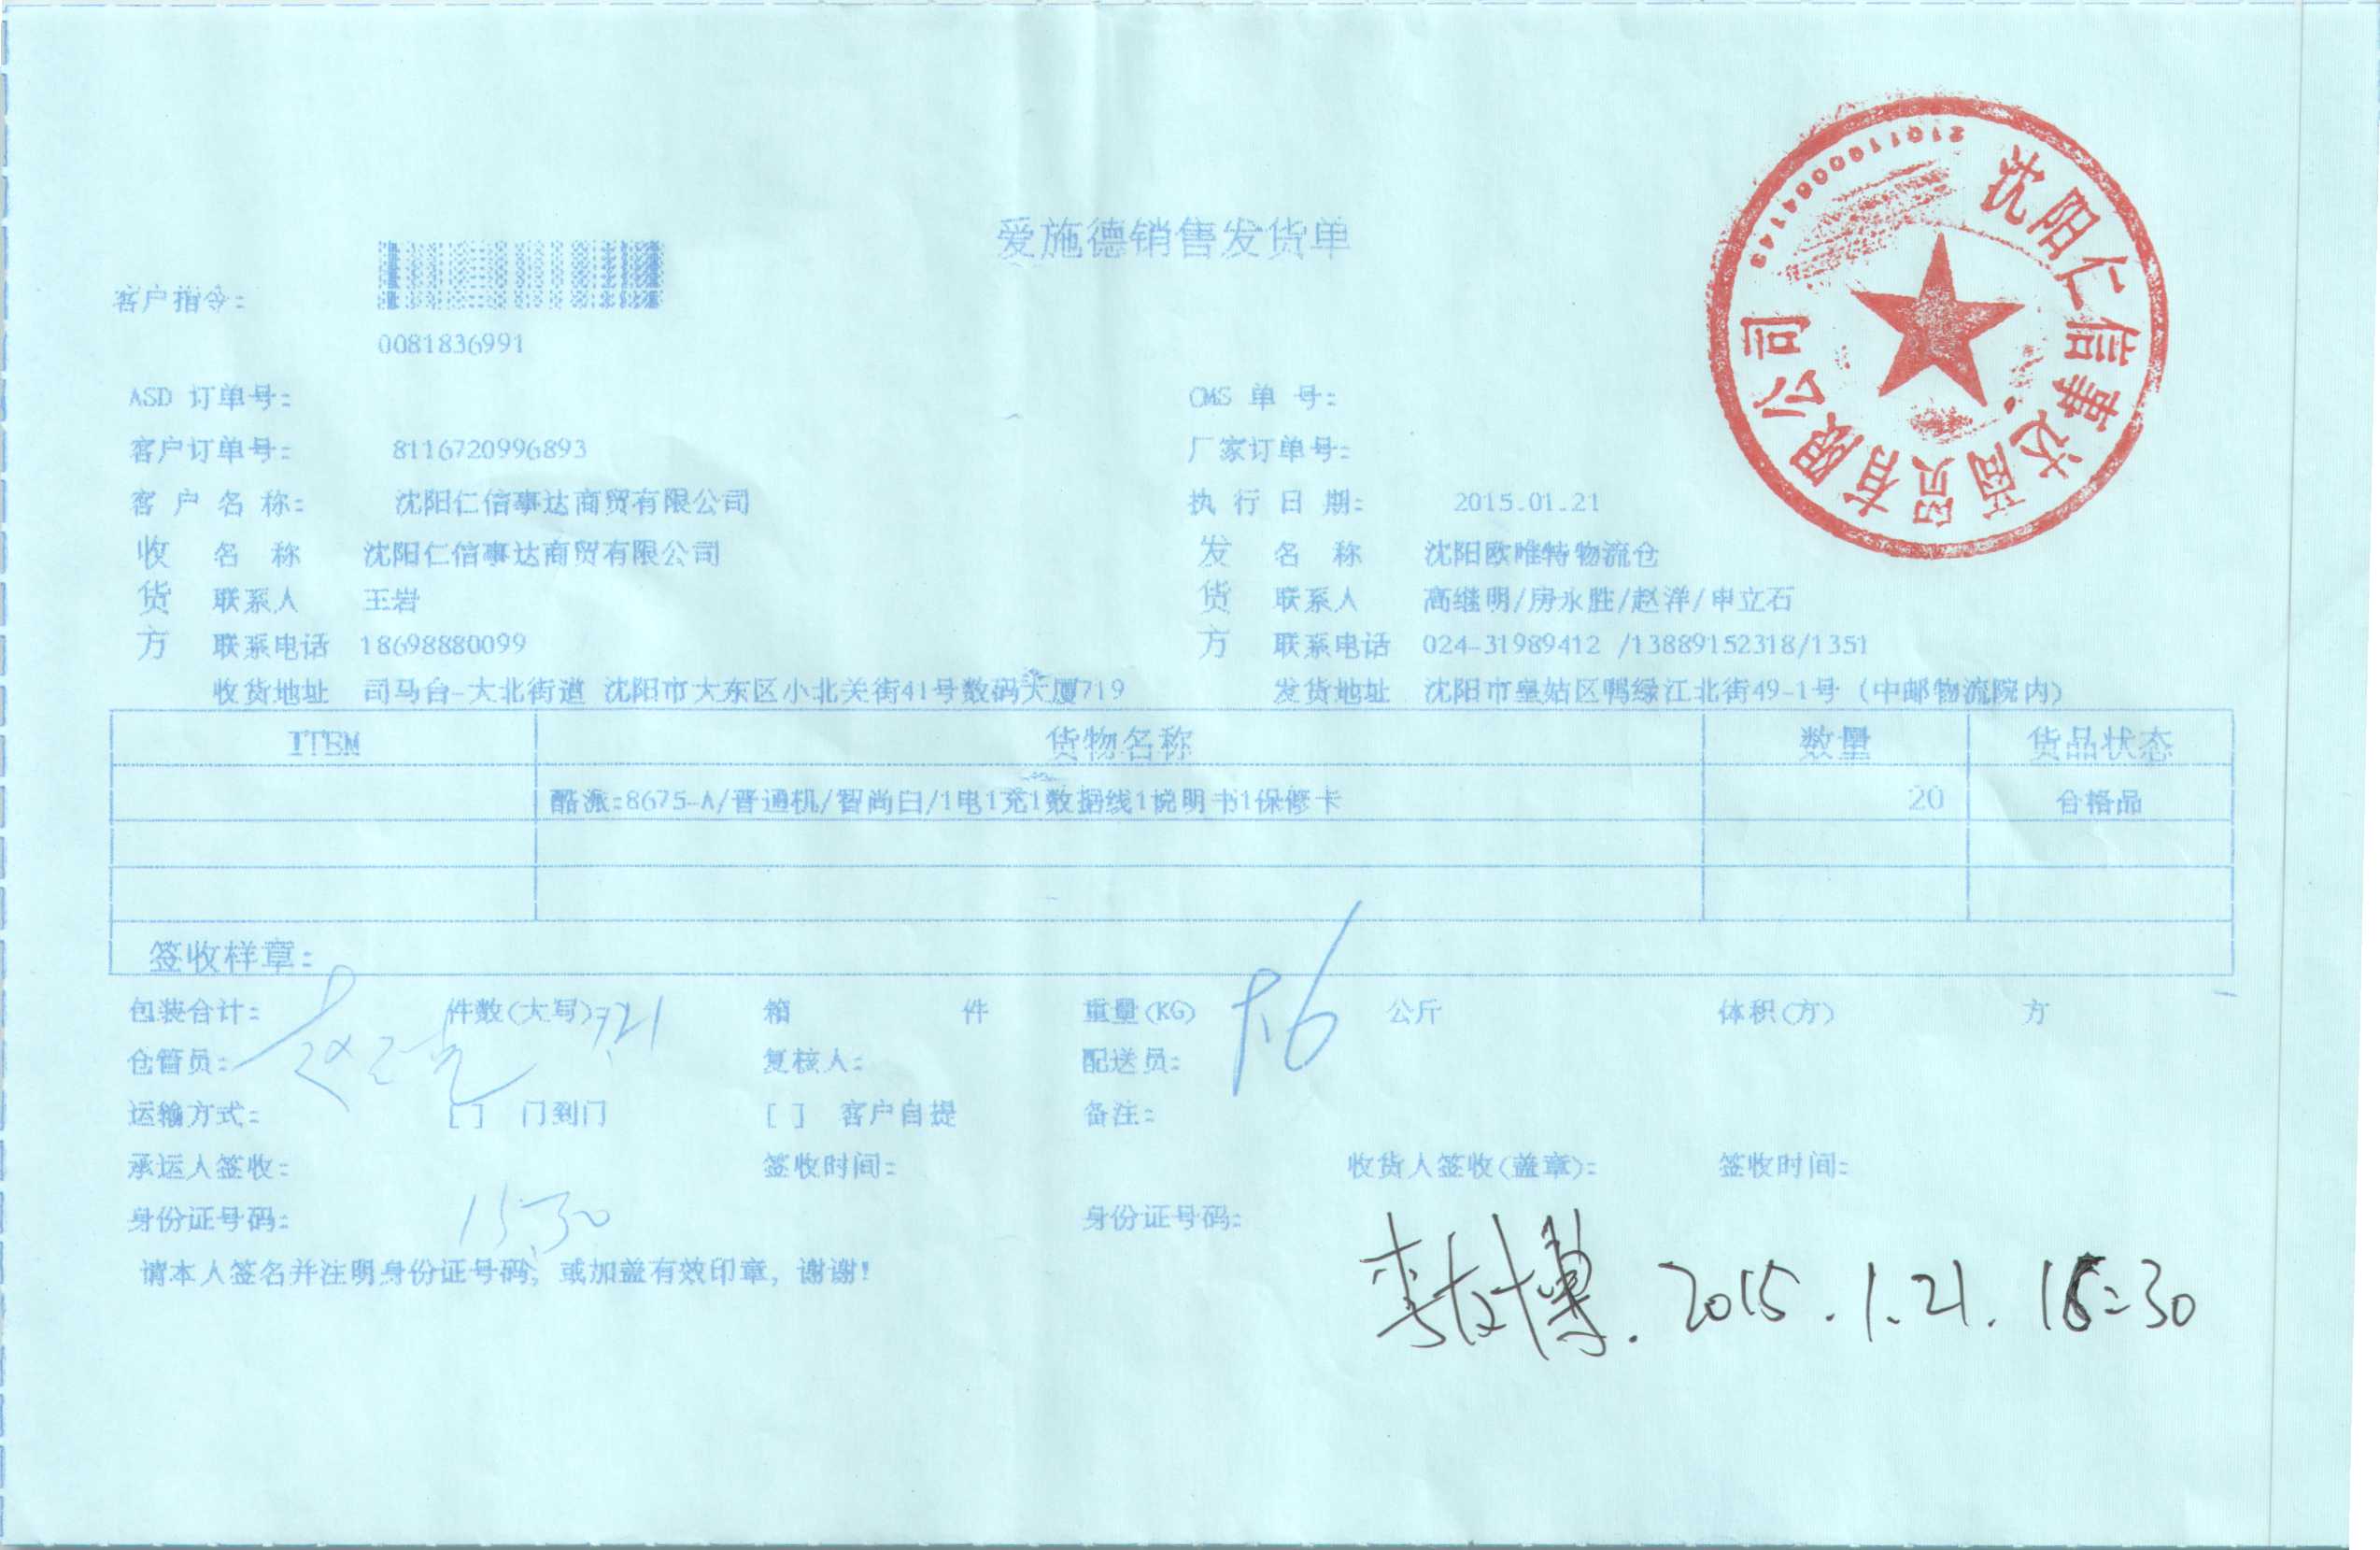 爱施德销售发货单
客户指令:
0081836991
ASD 订单号: CMS 单 号:
客户订单号: 8116720996893 厂家订单号:
客 户 名 称: 沈阳仁信事达商贸有限公司 执 行 日 期: 2015.01.21
收 名 称 沈阳仁信事达商贸有限公司 发 名 称 沈阳欧唯特物流仓
货 联系人 王岩 货 联系人 高继明/房永胜/赵洋/申立石
方 联系电话 18698880099 方 联系电话 024-31989412 /13889152318/1351
收货地址 司马台-大北街道 沈阳市大东区小北关街41号数码大厦719 发货地址 沈阳市皇姑区鸭绿江北街49-1号 (中邮物流院内)
ITEM 货物名称 数量 货品状态
酷派:8675-A/普通机/智尚白/1电1充1数据线1说明书1保修卡 20 合格品
签收样章:
包装合计: 件数(大写): 箱 件 重量(KG) 公斤 体积(方) 方
仓管员: 复核人: 配送员:
运输方式: [ ] 门到门 [ ] 客户自提 备注:
承运人签收: 签收时间: 收货人签收(盖章): 签收时间:
身份证号码: 15:30 身份证号码:
请本人签名并注明身份证号码, 或加盖有效印章, 谢谢!
2015.1.21.
沈阳仁信事达商贸有限公司